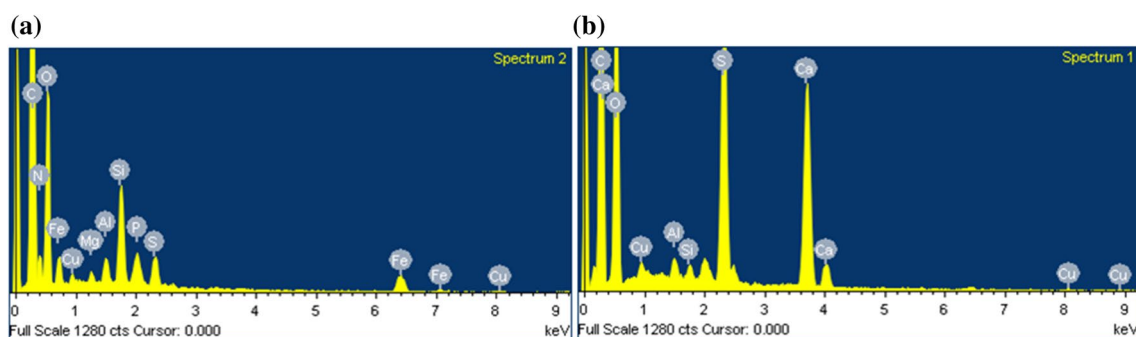 (a)
Spectrum 2
C
O
N
Fe
Cu
Mg
Al
Si
P
S
Fe
Fe
Cu
0 1 2 3 4 5 6 7 8 9
Full Scale 1280 cts Cursor: 0.000 keV
(b)
Spectrum 1
C
Ca
O
Cu
Al
Si
S
Ca
Ca
Cu
Cu
0 1 2 3 4 5 6 7 8 9
Full Scale 1280 cts Cursor: 0.000 keV